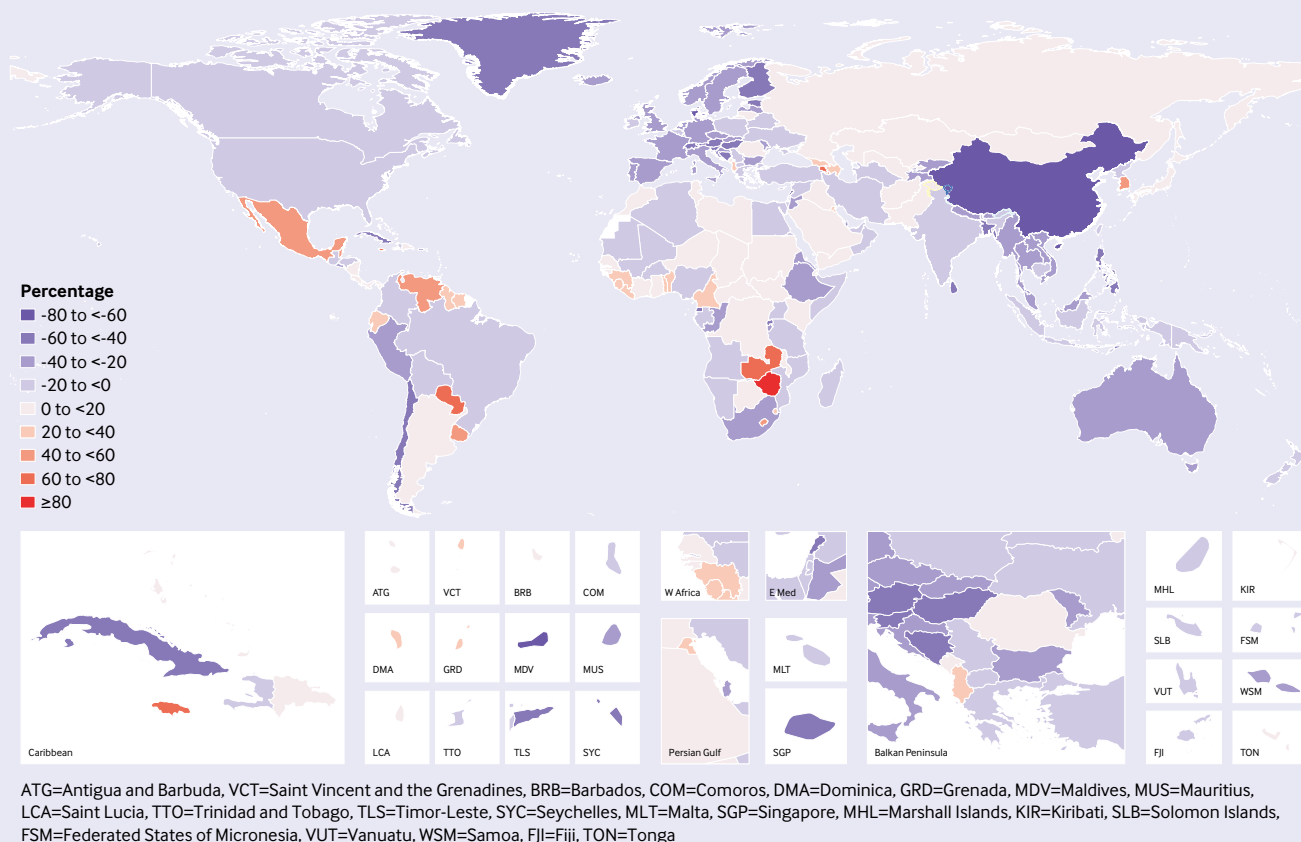 Percentage
-80 to <-60
-60 to <-40
-40 to <-20
-20 to <0
0 to <20
20 to <40
40 to <60
60 to <80
≥80
Caribbean
ATG
VCT
BRB
COM
DMA
GRD
MDV
MUS
LCA
TTO
TLS
SYC
W Africa
E Med
Persian Gulf
MLT
SGP
Balkan Peninsula
MHL
KIR
SLB
FSM
VUT
WSM
FJI
TON
ATG=Antigua and Barbuda, VCT=Saint Vincent and the Grenadines, BRB=Barbados, COM=Comoros, DMA=Dominica, GRD=Grenada, MDV=Maldives, MUS=Mauritius,
LCA=Saint Lucia, TTO=Trinidad and Tobago, TLS=Timor-Leste, SYC=Seychelles, MLT=Malta, SGP=Singapore, MHL=Marshall Islands, KIR=Kiribati, SLB=Solomon Islands,
FSM=Federated States of Micronesia, VUT=Vanuatu, WSM=Samoa, FJI=Fiji, TON=Tonga